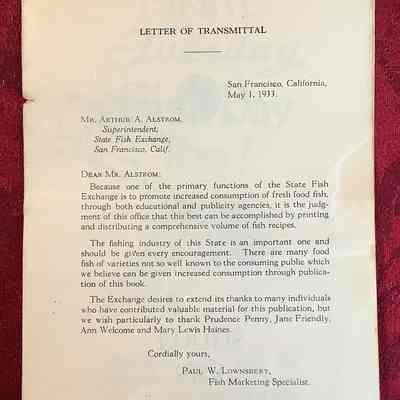 LETTER OF TRANSMITTAL
San Francisco, California,
May 1, 1933.
Mr. Arthur A. Alstrom,
Superintendent,
State Fish Exchange,
San Francisco, Calif.
Dear Mr. Alstrom:
Because one of the primary functions of the State Fish
Exchange is to promote increased consumption of fresh food fish,
through both educational and publicity agencies, it is the judg-
ment of this office that this best can be accomplished by printing
and distributing a comprehensive volume of fish recipes.
The fishing industry of this State is an important one and
should be given every encouragement. There are many food
fish of varieties not so well known to the consuming public which
we believe can be given increased consumption through publica-
tion of this book.
The Exchange desires to extend its thanks to many individuals
who have contributed valuable material for this publication, but
we wish particularly to thank Prudence Penny, Jane Friendly,
Ann Welcome and Mary Lewis Haines.
Cordially yours,
Paul W. Lownsbery,
Fish Marketing Specialist.